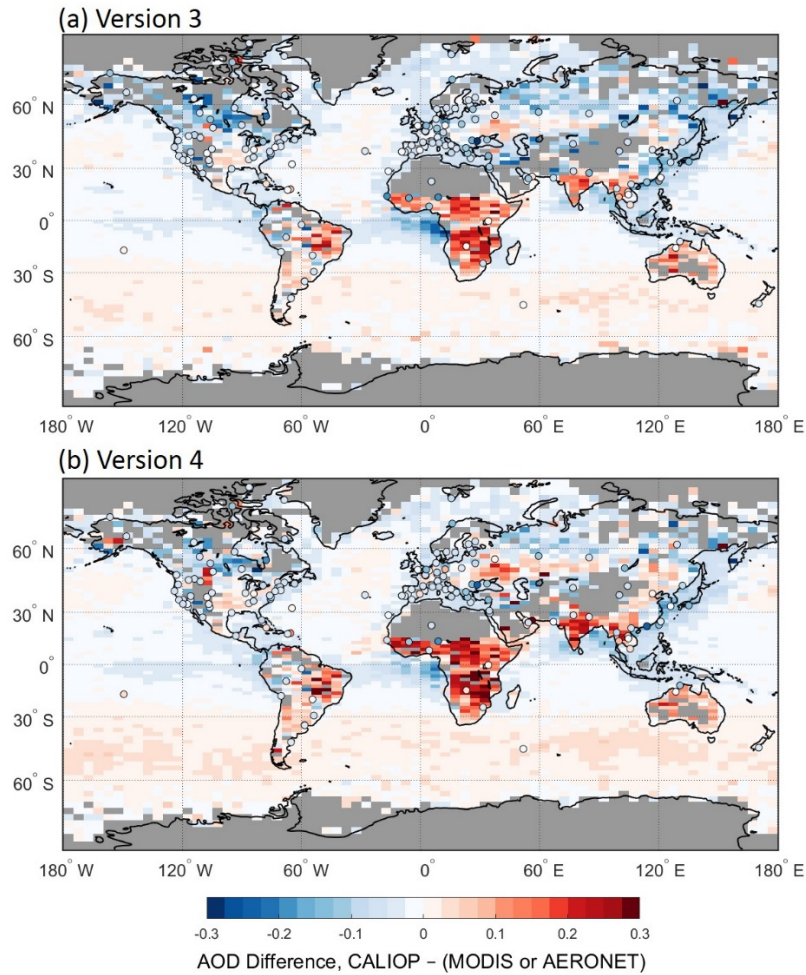 (a) Version 3
60° N
30° N
0°
30° S
60° S
180° W 120° W 60° W 0° 60° E 120° E 180° E
(b) Version 4
60° N
30° N
0°
30° S
60° S
180° W 120° W 60° W 0° 60° E 120° E 180° E
-0.3 -0.2 -0.1 0 0.1 0.2 0.3
AOD Difference, CALIOP − (MODIS or AERONET)